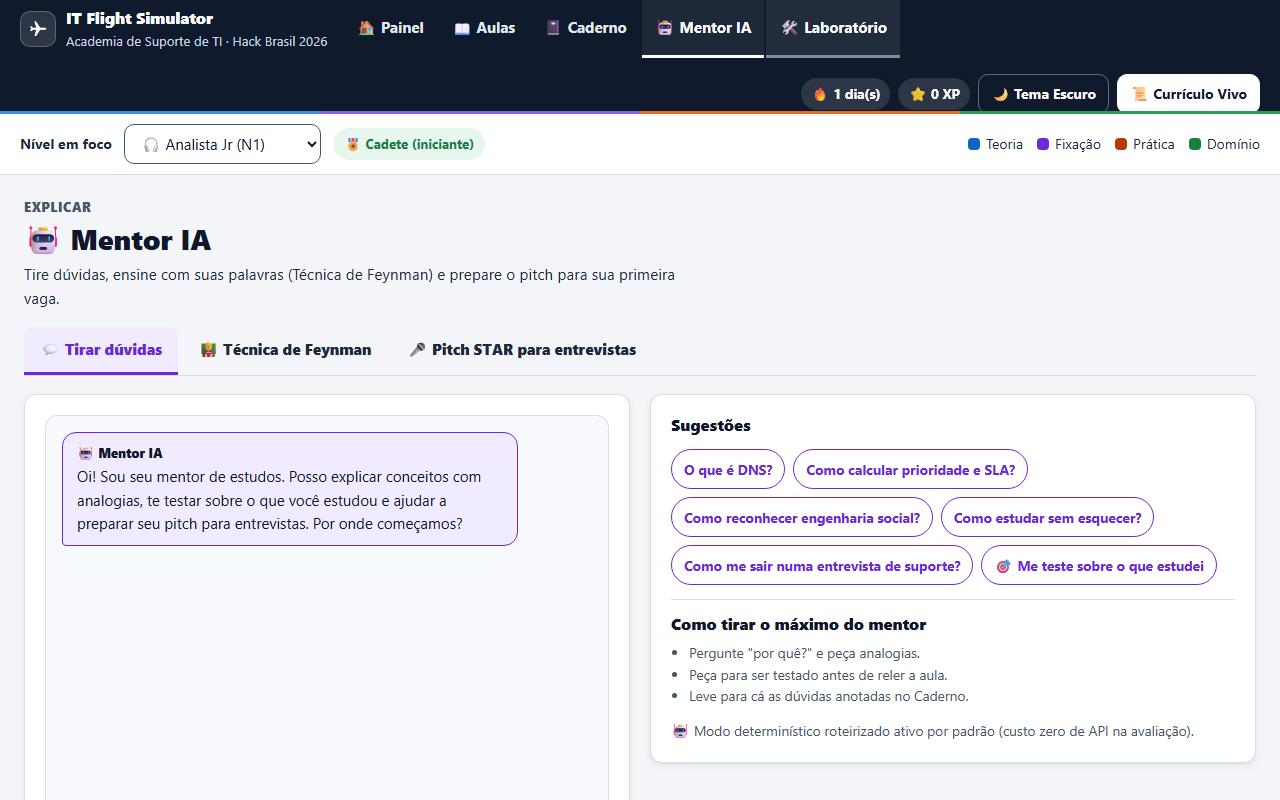 IT Flight Simulator
Academia de Suporte de TI · Hack Brasil 2026
Painel
Aulas
Caderno
Mentor IA
Laboratório
1 dia(s)
0 XP
Tema Escuro
Currículo Vivo
Nível em foco
Analista Jr (N1)
Cadete (iniciante)
Teoria
Fixação
Prática
Domínio
EXPLICAR
Mentor IA
Tire dúvidas, ensine com suas palavras (Técnica de Feynman) e prepare o pitch para sua primeira
vaga.
Tirar dúvidas
Técnica de Feynman
Pitch STAR para entrevistas
Mentor IA
Oi! Sou seu mentor de estudos. Posso explicar conceitos com
analogias, te testar sobre o que você estudou e ajudar a
preparar seu pitch para entrevistas. Por onde começamos?
Sugestões
O que é DNS?
Como calcular prioridade e SLA?
Como reconhecer engenharia social?
Como estudar sem esquecer?
Como me sair numa entrevista de suporte?
Me teste sobre o que estudei
Como tirar o máximo do mentor
Pergunte "por quê?" e peça analogias.
Peça para ser testado antes de reler a aula.
Leve para cá as dúvidas anotadas no Caderno.
Modo determinístico roteirizado ativo por padrão (custo zero de API na avaliação).